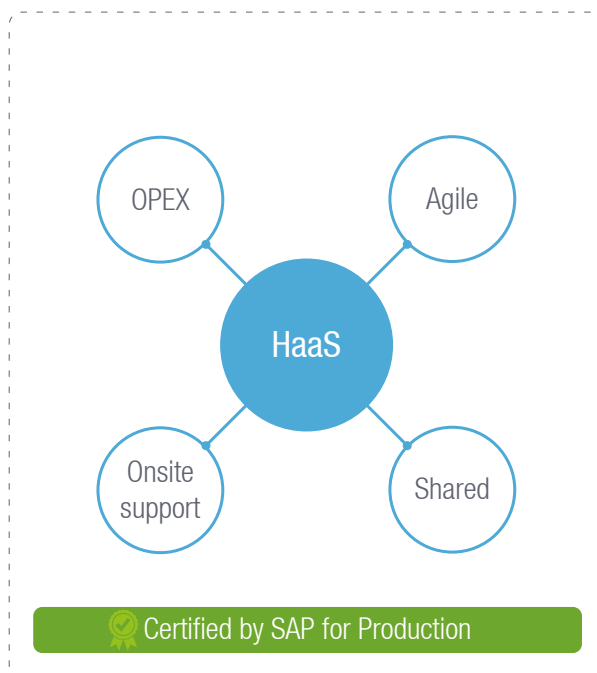 OPEX
Agile
HaaS
Onsite
support
Shared
Certified by SAP for Production